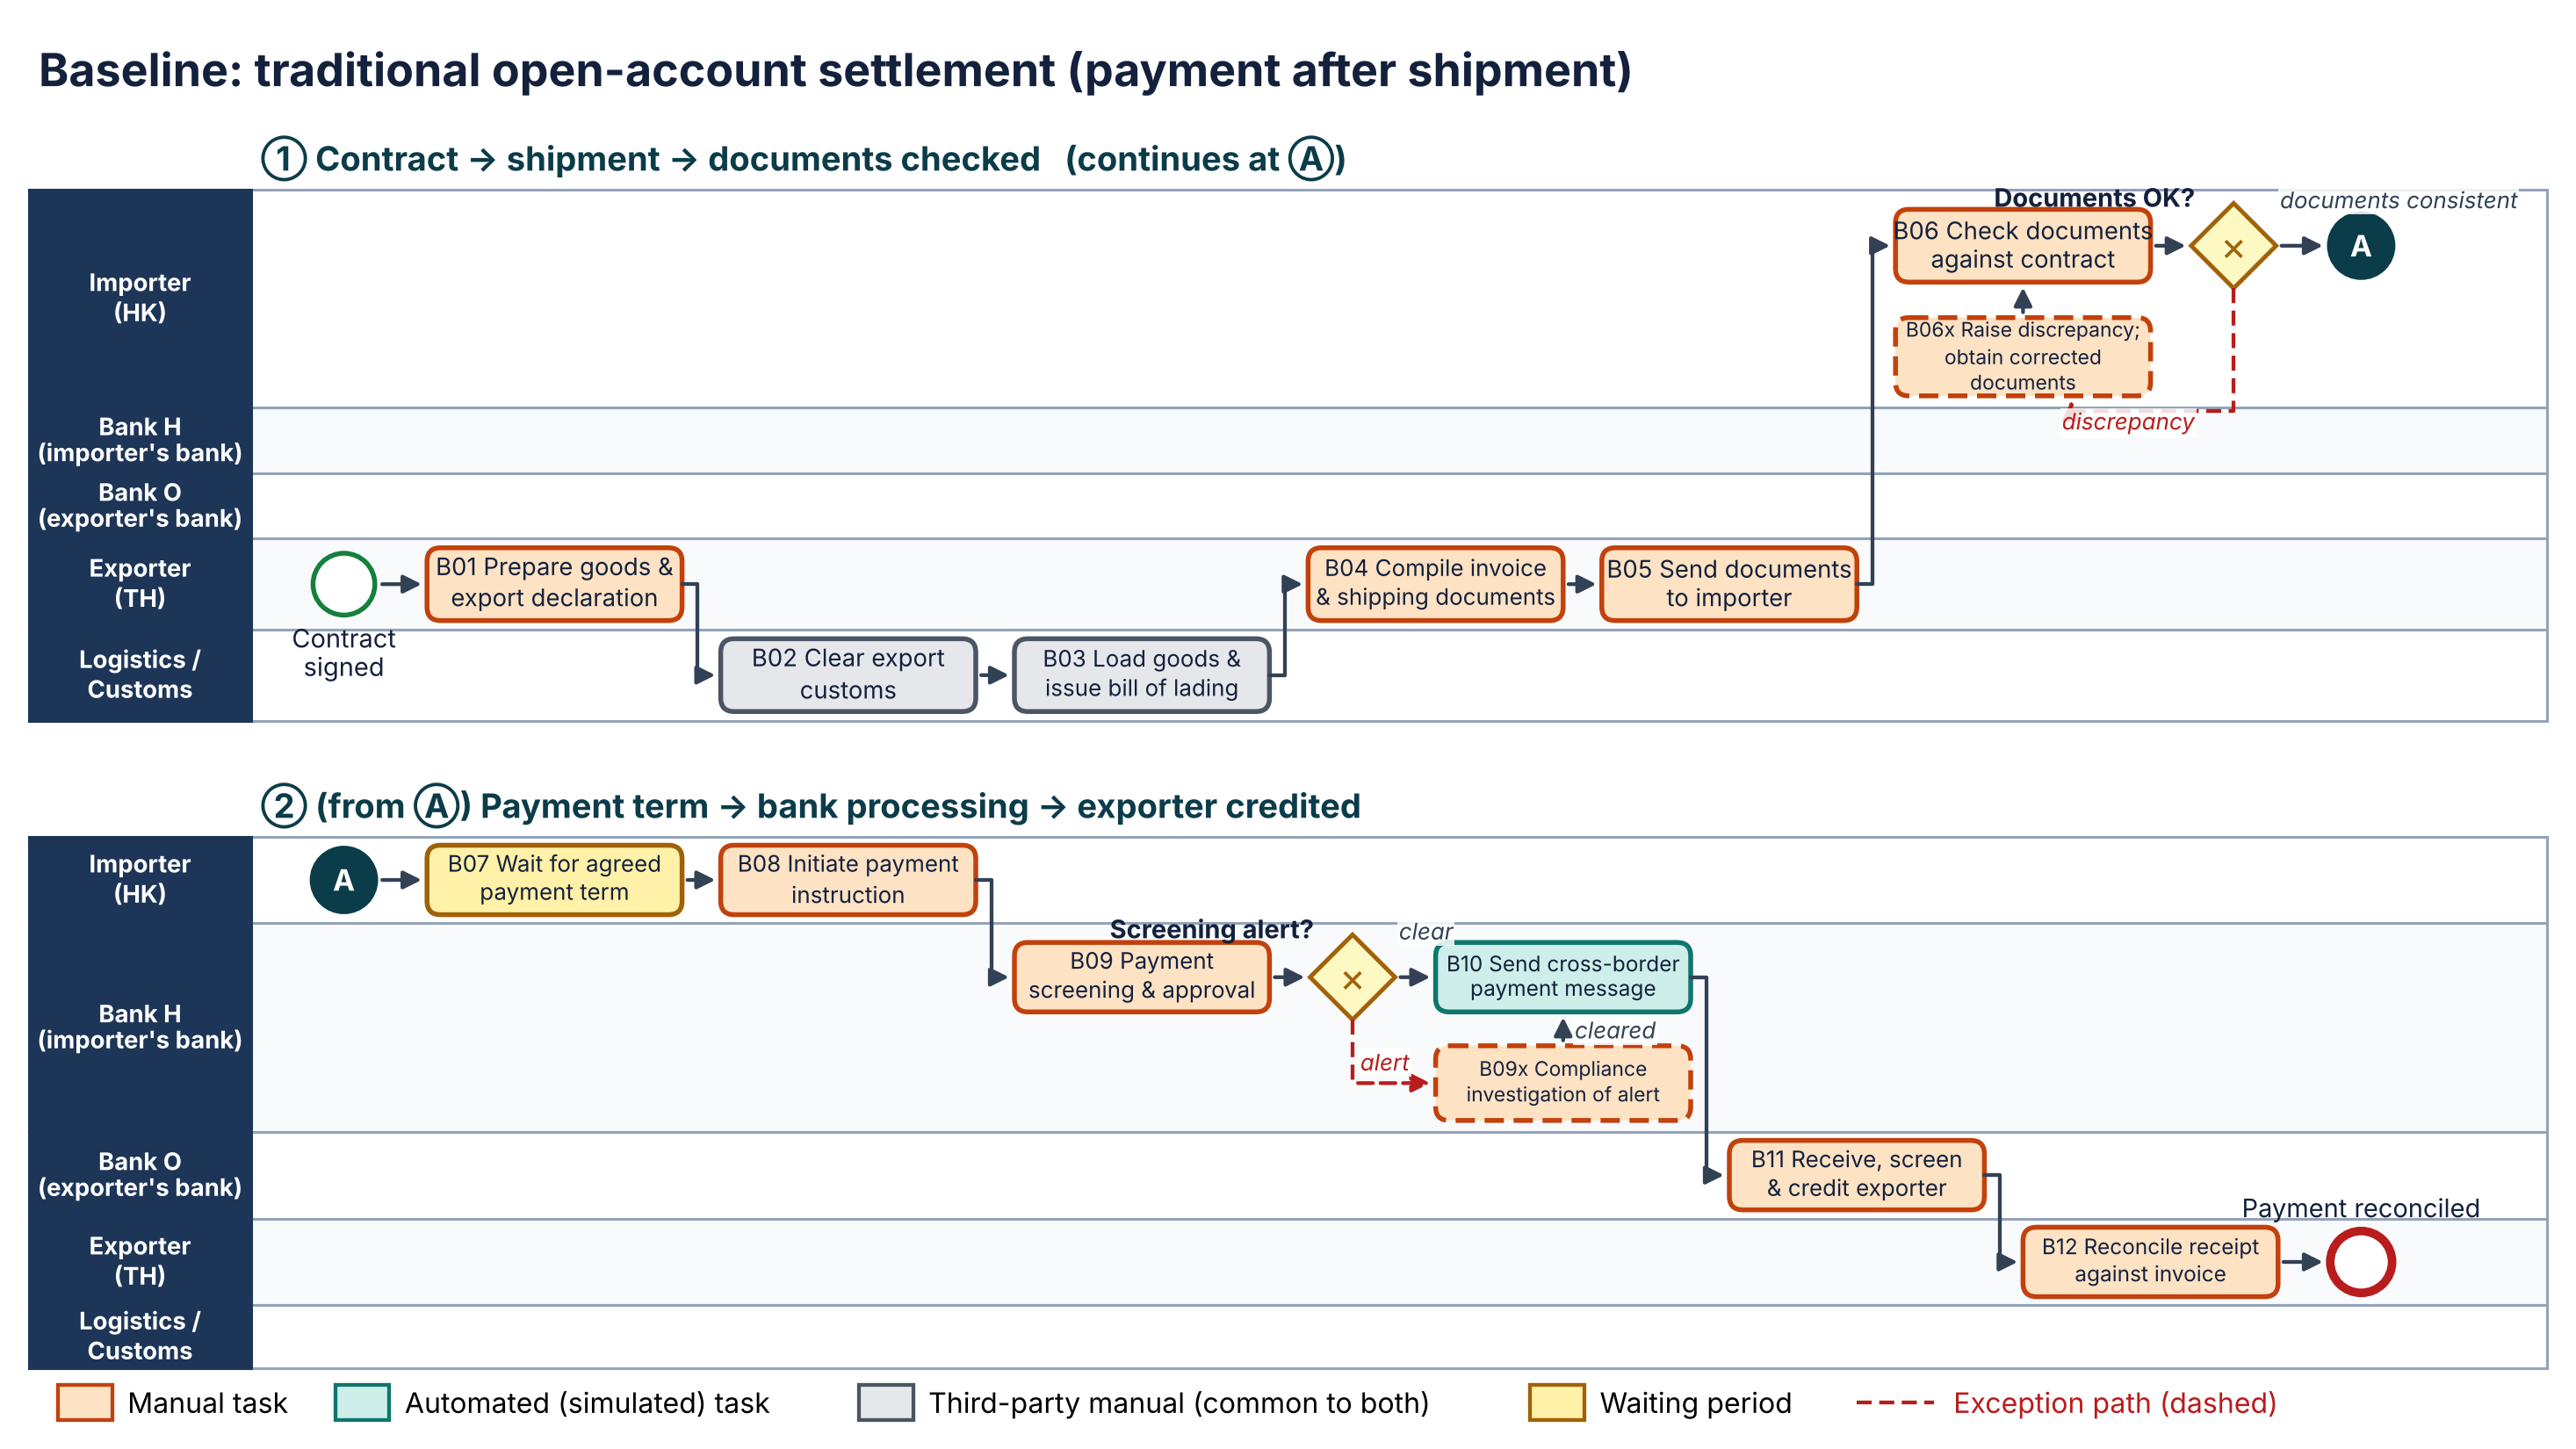 Baseline: traditional open-account settlement (payment after shipment)
① Contract → shipment → documents checked (continues at Ⓐ)
Importer
(HK)
Documents OK?
documents consistent
B06 Check documents
against contract
×
A
B06x Raise discrepancy;
obtain corrected
documents
discrepancy
Bank H
(importer's bank)
Bank O
(exporter's bank)
Exporter
(TH)
Contract
signed
B01 Prepare goods &
export declaration
B04 Compile invoice
& shipping documents
B05 Send documents
to importer
Logistics /
Customs
B02 Clear export
customs
B03 Load goods &
issue bill of lading
② (from Ⓐ) Payment term → bank processing → exporter credited
Importer
(HK)
A
B07 Wait for agreed
payment term
B08 Initiate payment
instruction
Bank H
(importer's bank)
Screening alert?
clear
B09 Payment
screening & approval
×
B10 Send cross-border
payment message
cleared
alert
B09x Compliance
investigation of alert
Bank O
(exporter's bank)
B11 Receive, screen
& credit exporter
Payment reconciled
Exporter
(TH)
B12 Reconcile receipt
against invoice
Logistics /
Customs
Manual task
Automated (simulated) task
Third-party manual (common to both)
Waiting period
Exception path (dashed)